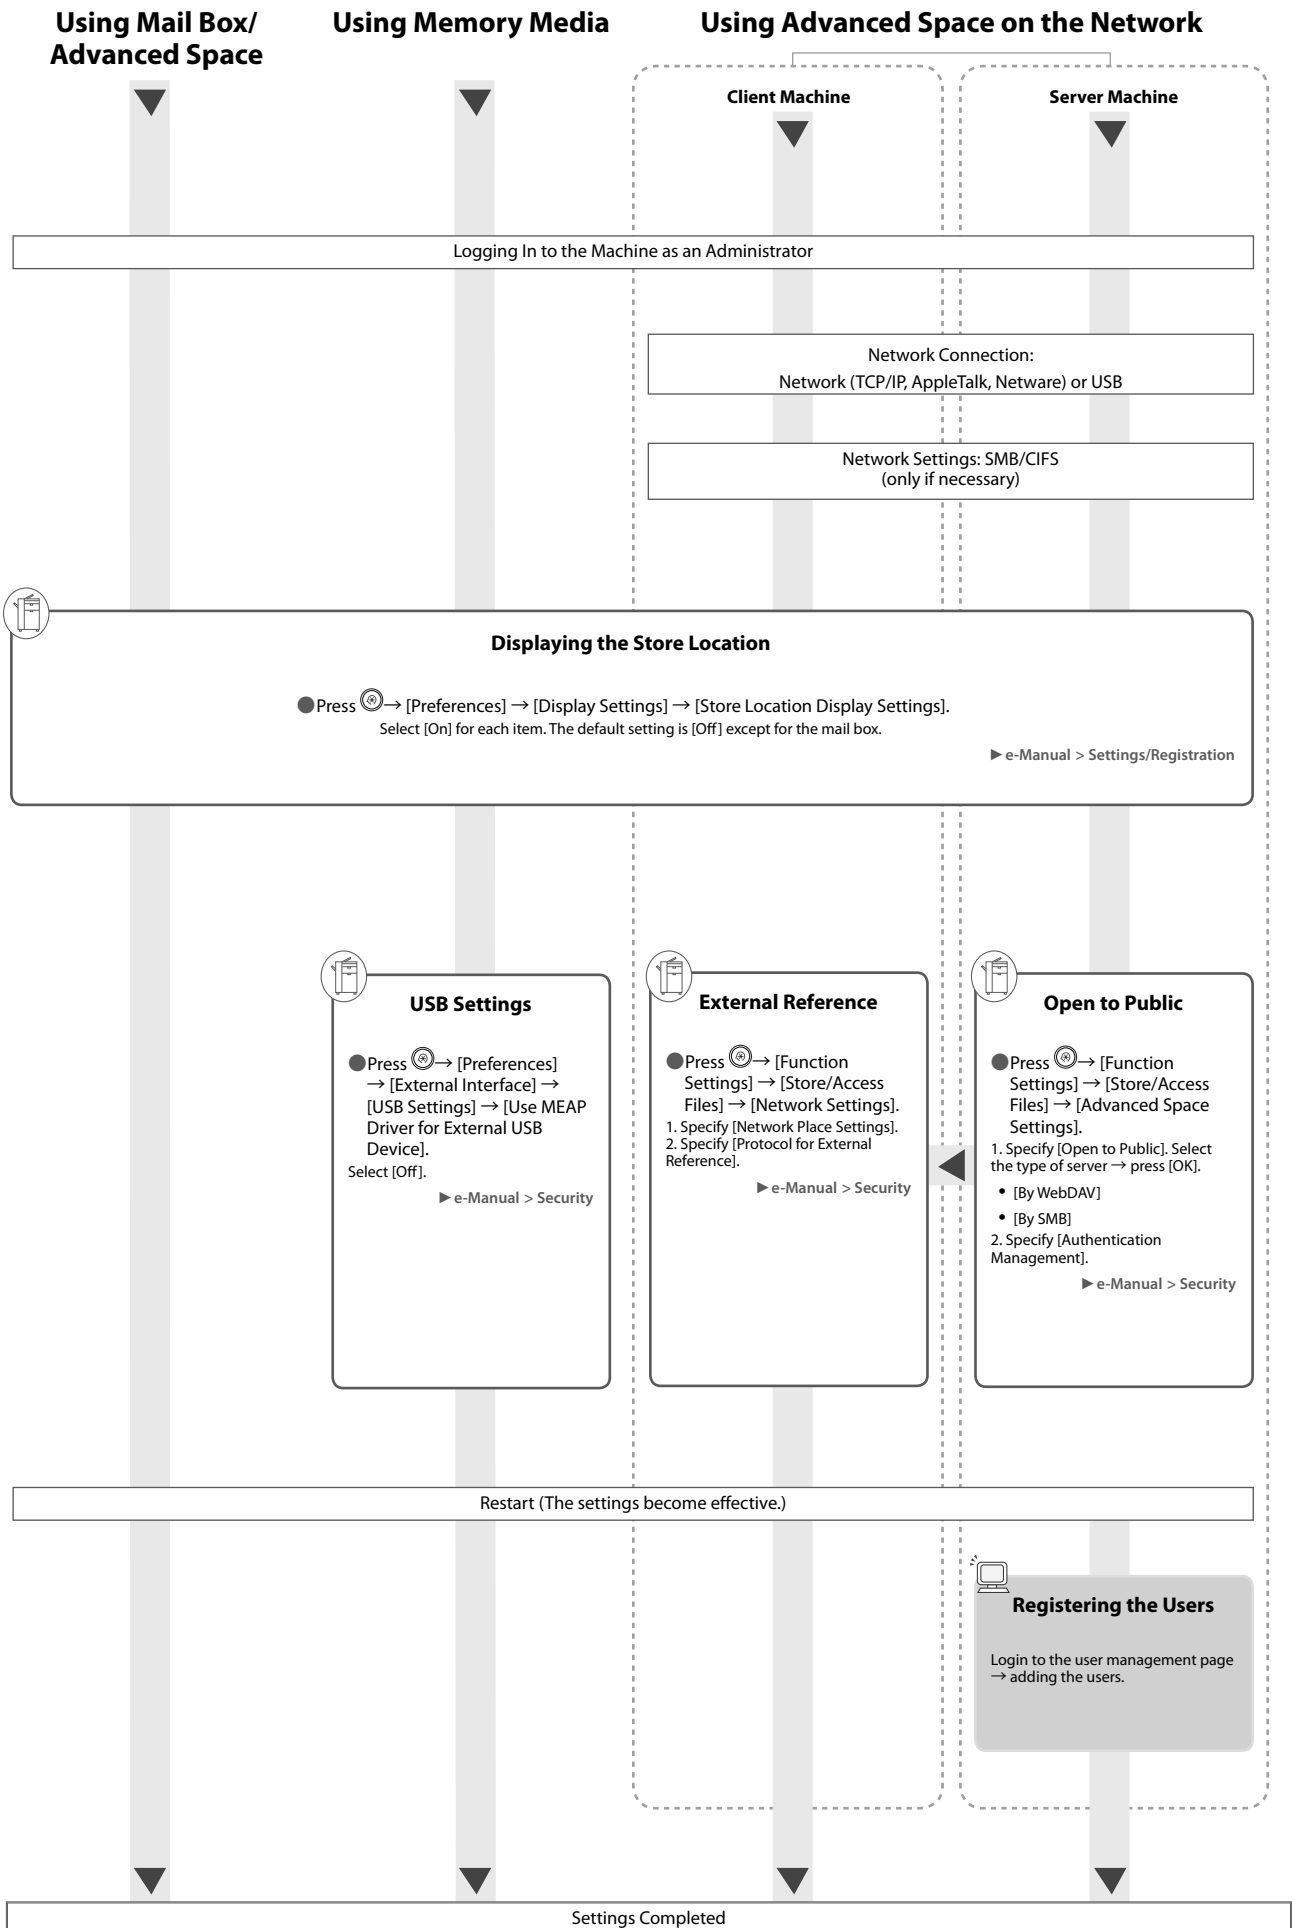 Using Mail Box/
Advanced Space
Using Memory Media
Using Advanced Space on the Network
Client Machine
Server Machine
Logging In to the Machine as an Administrator
Network Connection:
Network (TCP/IP, AppleTalk, Netware) or USB
Network Settings: SMB/CIFS
(only if necessary)
Displaying the Store Location
●Press → [Preferences] → [Display Settings] → [Store Location Display Settings].
Select [On] for each item. The default setting is [Off] except for the mail box.
►e-Manual > Settings/Registration
USB Settings
●Press → [Preferences]
→ [External Interface] →
[USB Settings] → [Use MEAP
Driver for External USB
Device].
Select [Off].
►e-Manual > Security
External Reference
●Press → [Function
Settings] → [Store/Access
Files] → [Network Settings].
1. Specify [Network Place Settings].
2. Specify [Protocol for External
Reference].
►e-Manual > Security
Open to Public
●Press → [Function
Settings] → [Store/Access
Files] → [Advanced Space
Settings].
1. Specify [Open to Public]. Select
the type of server → press [OK].
• [By WebDAV]
• [By SMB]
2. Specify [Authentication
Management].
►e-Manual > Security
Restart (The settings become effective.)
Registering the Users
Login to the user management page
→ adding the users.
Settings Completed